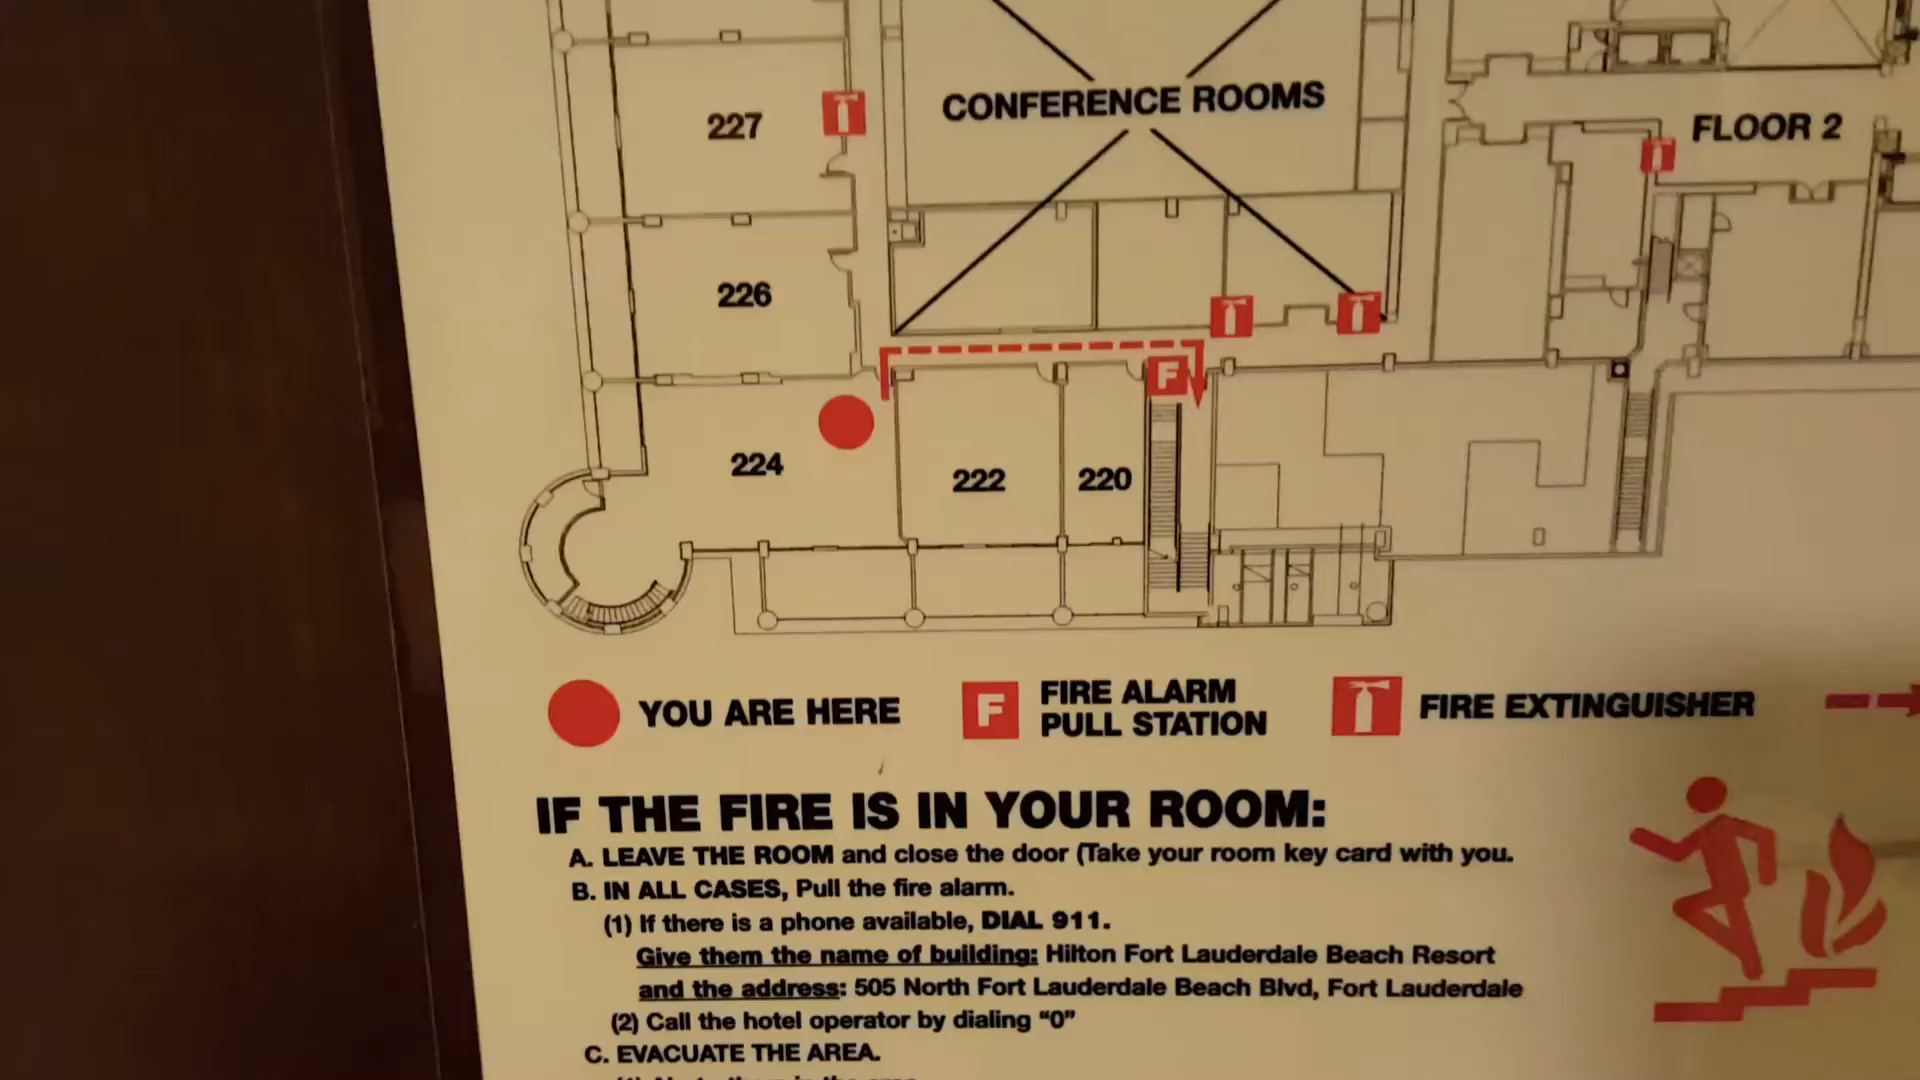 CONFERENCE ROOMS
FLOOR 2
227
226
224
222
220
F
YOU ARE HERE
F
FIRE ALARM
PULL STATION
FIRE EXTINGUISHER
IF THE FIRE IS IN YOUR ROOM:
A. LEAVE THE ROOM and close the door (Take your room key card with you.
B. IN ALL CASES, Pull the fire alarm.
(1) If there is a phone available, DIAL 911.
Give them the name of building: Hilton Fort Lauderdale Beach Resort
and the address: 505 North Fort Lauderdale Beach Blvd, Fort Lauderdale
(2) Call the hotel operator by dialing “0”
C. EVACUATE THE AREA.